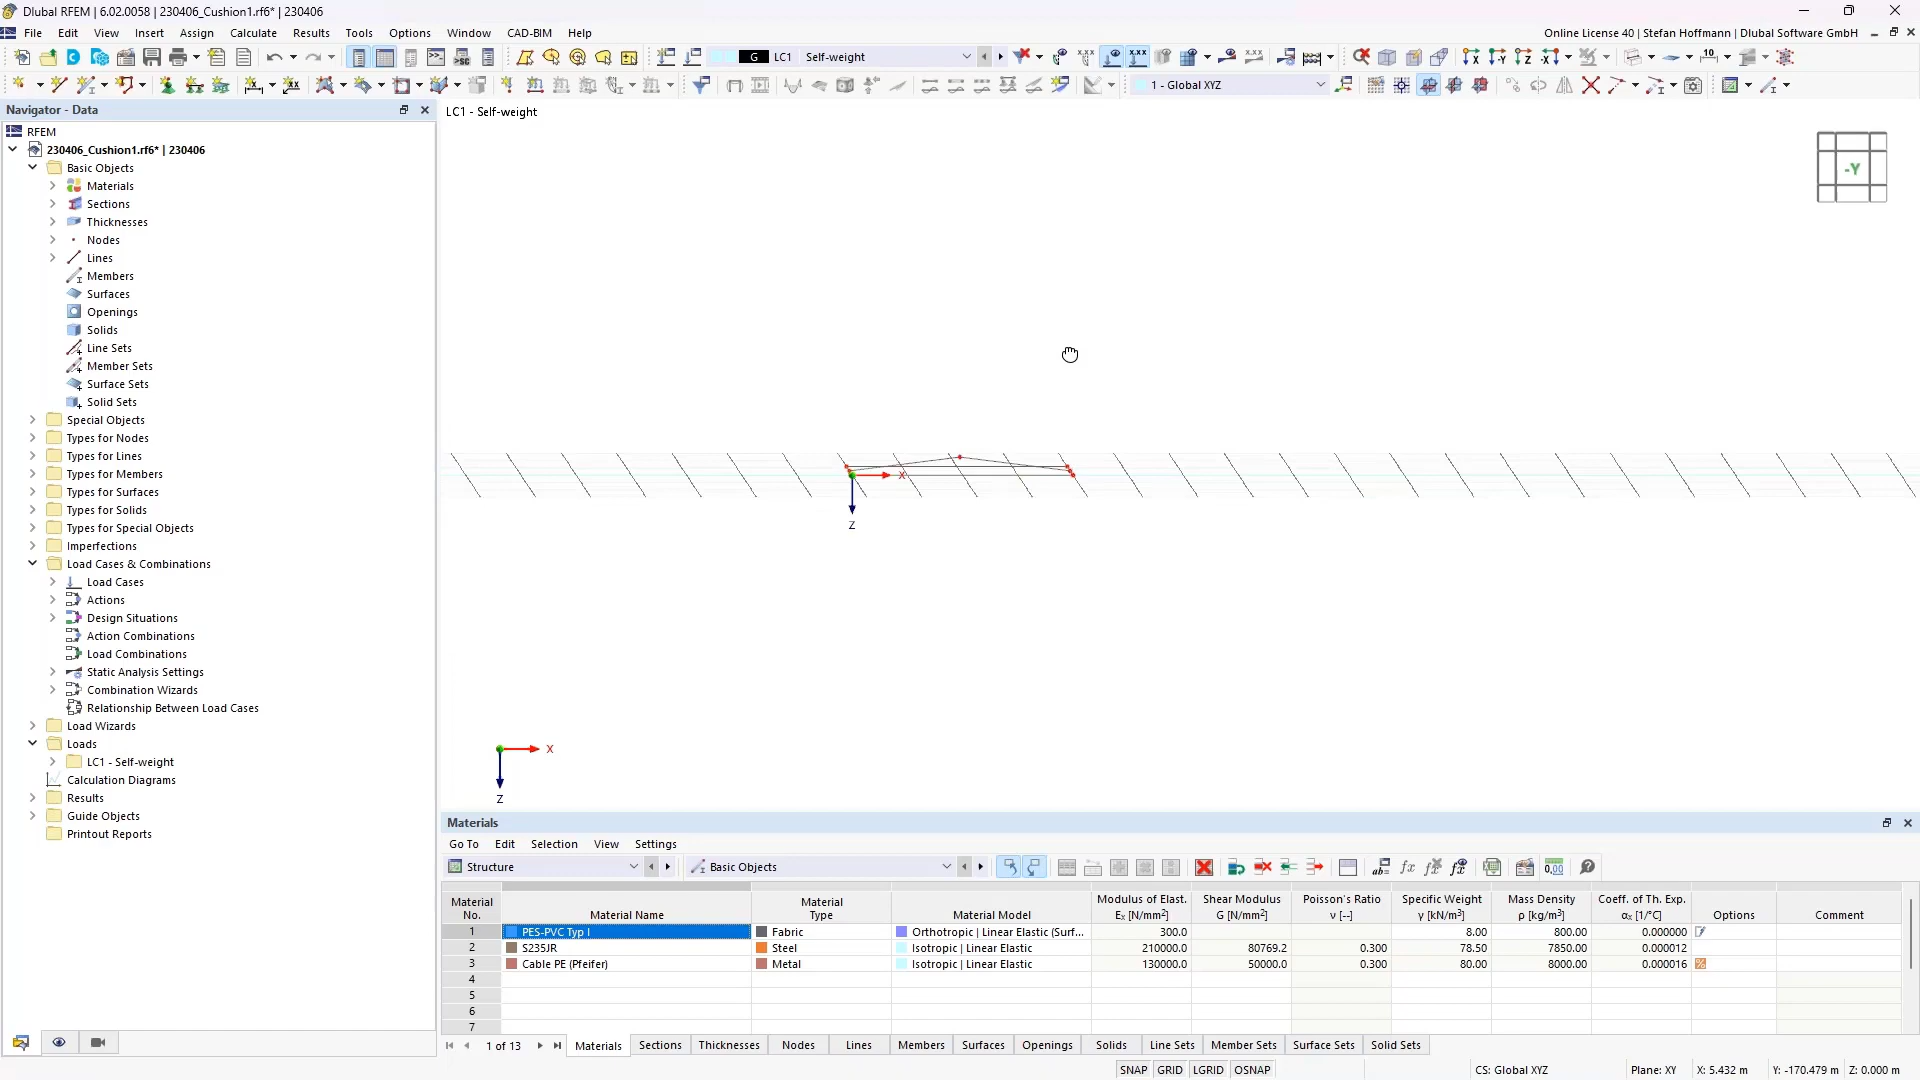 Dlubal RFEM | 6.02.0058 | 230406_Cushion1.rf6* | 230406
File Edit View Insert Assign Calculate Results Tools Options Window CAD-BIM Help
Online License 40 | Stefan Hoffmann | Dlubal Software GmbH
G LC1 Self-weight
1 - Global XYZ
Navigator - Data
RFEM
230406_Cushion1.rf6* | 230406
Basic Objects
Materials
Sections
Thicknesses
Nodes
Lines
Members
Surfaces
Openings
Solids
Line Sets
Member Sets
Surface Sets
Solid Sets
Special Objects
Types for Nodes
Types for Lines
Types for Members
Types for Surfaces
Types for Solids
Types for Special Objects
Imperfections
Load Cases & Combinations
Load Cases
Actions
Design Situations
Action Combinations
Load Combinations
Static Analysis Settings
Combination Wizards
Relationship Between Load Cases
Load Wizards
Loads
LC1 - Self-weight
Calculation Diagrams
Results
Guide Objects
Printout Reports
LC1 - Self-weight
-Y
X
Z
X
Z
Materials
Go To Edit Selection View Settings
Structure Basic Objects
Material No. Material Name Material Type Material Model Modulus of Elast. Eₓ [N/mm²] Shear Modulus G [N/mm²] Poisson's Ratio ν [--] Specific Weight γ [kN/m³] Mass Density ρ [kg/m³] Coeff. of Th. Exp. αₓ [1/°C] Options Comment
1 PES-PVC Typ I Fabric Orthotropic | Linear Elastic (Surf... 300.0 8.00 800.00 0.000000
2 S235JR Steel Isotropic | Linear Elastic 210000.0 80769.2 0.300 78.50 7850.00 0.000012
3 Cable PE (Pfeifer) Metal Isotropic | Linear Elastic 130000.0 50000.0 0.300 80.00 8000.00 0.000016
4
5
6
7
1 of 13 Materials Sections Thicknesses Nodes Lines Members Surfaces Openings Solids Line Sets Member Sets Surface Sets Solid Sets
SNAP GRID LGRID OSNAP CS: Global XYZ Plane: XY X: 5.432 m Y: -170.479 m Z: 0.000 m